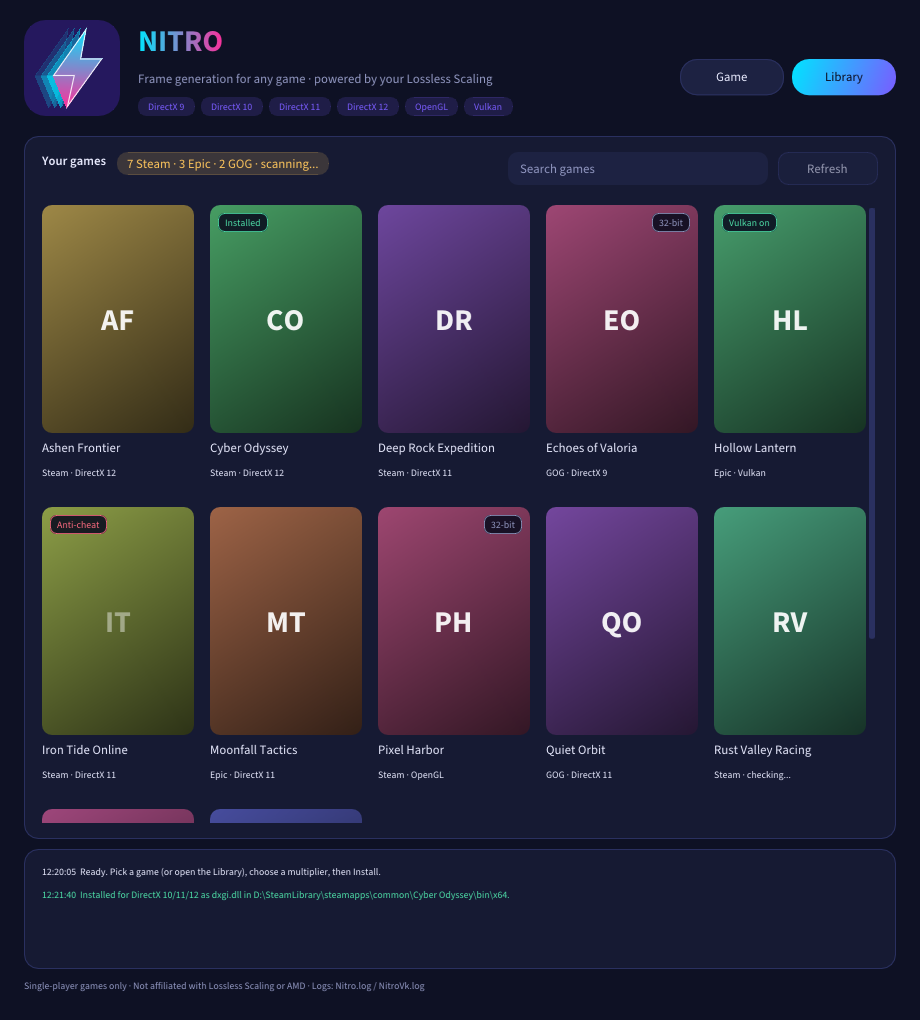 NITRO
Frame generation for any game · powered by your Lossless Scaling
DirectX 9 DirectX 10 DirectX 11 DirectX 12 OpenGL Vulkan
Game Library
Your games 7 Steam · 3 Epic · 2 GOG · scanning... Search games Refresh
Installed 32-bit Vulkan on
AF CO DR EO HL
Ashen Frontier Cyber Odyssey Deep Rock Expedition Echoes of Valoria Hollow Lantern
Steam · DirectX 12 Steam · DirectX 12 Steam · DirectX 11 GOG · DirectX 9 Epic · Vulkan
Anti-cheat 32-bit
IT MT PH QO RV
Iron Tide Online Moonfall Tactics Pixel Harbor Quiet Orbit Rust Valley Racing
Steam · DirectX 11 Epic · DirectX 11 Steam · OpenGL GOG · DirectX 11 Steam · checking...
12:20:05 Ready. Pick a game (or open the Library), choose a multiplier, then Install.
12:21:40 Installed for DirectX 10/11/12 as dxgi.dll in D:\SteamLibrary\steamapps\common\Cyber Odyssey\bin\x64.
Single-player games only · Not affiliated with Lossless Scaling or AMD · Logs: Nitro.log / NitroVk.log